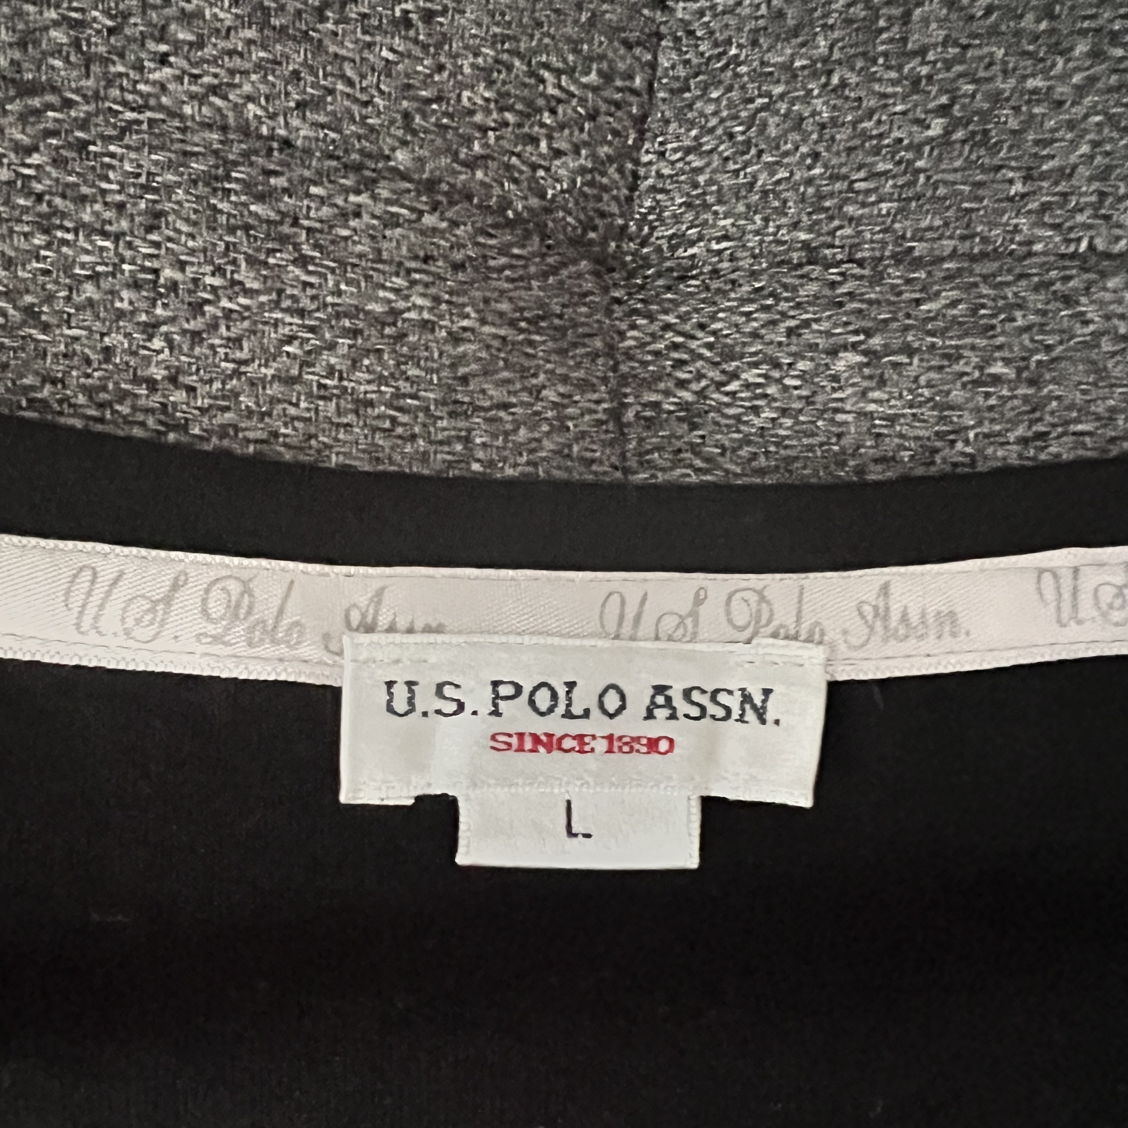 U.S. Polo Assn. U.S. Polo Assn. U.S.
U.S. POLO ASSN.
SINCE 1890
L